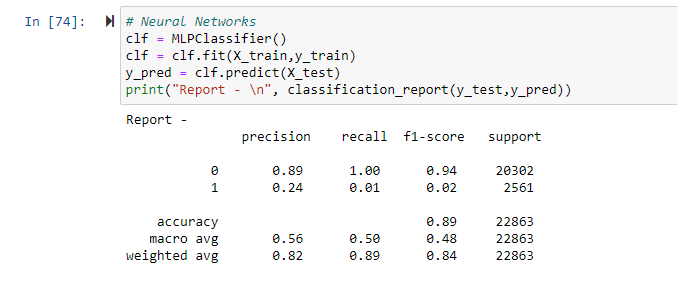 In [74]:
# Neural Networks
clf = MLPClassifier()
clf = clf.fit(X_train,y_train)
y_pred = clf.predict(X_test)
print("Report - \n", classification_report(y_test,y_pred))
Report -
precision recall f1-score support
0 0.89 1.00 0.94 20302
1 0.24 0.01 0.02 2561
accuracy 0.89 22863
macro avg 0.56 0.50 0.48 22863
weighted avg 0.82 0.89 0.84 22863